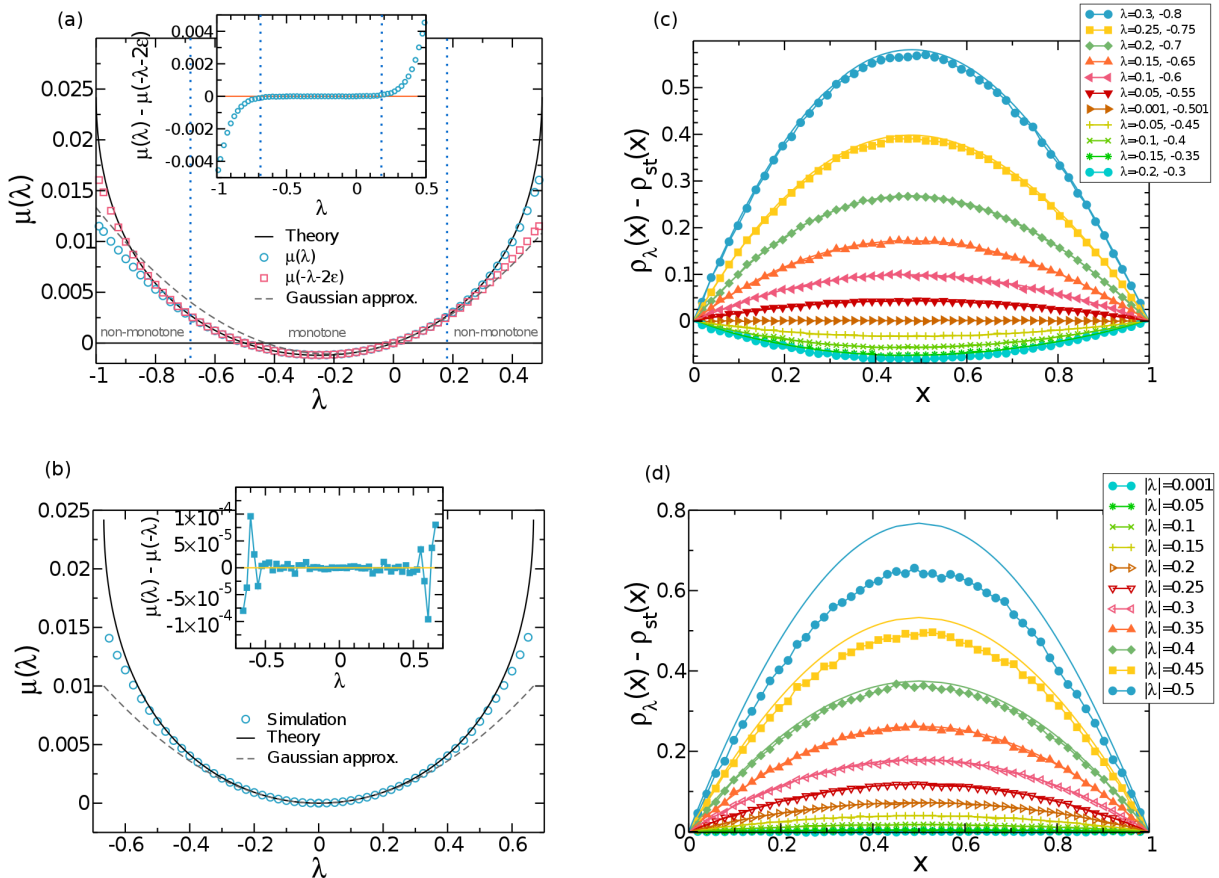 (a)
μ(λ)
0.025
0.02
0.015
0.01
0.005
0
-1 -0.8 -0.6 -0.4 -0.2 0 0.2 0.4
λ
non-monotone
monotone
non-monotone
Theory
μ(λ)
μ(-λ-2ε)
Gaussian approx.
μ(λ) - μ(-λ-2ε)
0.004
0.002
0
-0.002
-0.004
-1 -0.5 0 0.5
λ
(c)
ρλ(x) - ρst(x)
0.5
0.4
0.3
0.2
0.1
0
0 0.2 0.4 0.6 0.8 1
x
λ=0.3, -0.8
λ=0.25, -0.75
λ=0.2, -0.7
λ=0.15, -0.65
λ=0.1, -0.6
λ=0.05, -0.55
λ=0.001, -0.501
λ=-0.05, -0.45
λ=-0.1, -0.4
λ=-0.15, -0.35
λ=-0.2, -0.3
(b)
μ(λ)
0.025
0.02
0.015
0.01
0.005
0
-0.6 -0.4 -0.2 0 0.2 0.4 0.6
λ
Simulation
Theory
Gaussian approx.
μ(λ) - μ(-λ)
1×10-4
5×10-5
0
-5×10-5
-1×10-4
-0.5 0 0.5
λ
(d)
ρλ(x) - ρst(x)
0.8
0.6
0.4
0.2
0
0 0.2 0.4 0.6 0.8 1
x
|λ|=0.001
|λ|=0.05
|λ|=0.1
|λ|=0.15
|λ|=0.2
|λ|=0.25
|λ|=0.3
|λ|=0.35
|λ|=0.4
|λ|=0.45
|λ|=0.5